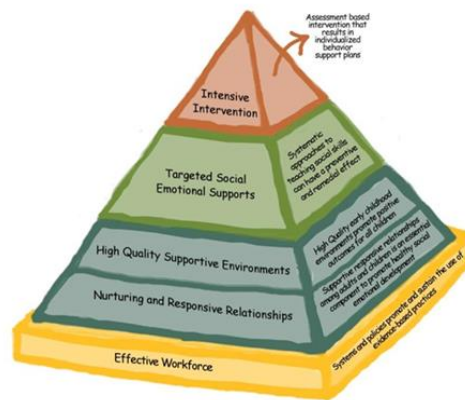 Assessment based
intervention that
results in
individualized
behavior
support plans
Intensive
Intervention
Targeted Social
Emotional Supports
Systematic
approaches to
teaching social skills
can have a preventive
and remedial effect
High Quality Supportive Environments
High Quality early childhood
environments promote positive
outcomes for all children
Nurturing and Responsive Relationships
Supportive responsive relationships
among adults and children is an essential
component to promote healthy social
emotional development
Effective Workforce
Systems and policies promote and sustain the use of
evidence-based practices